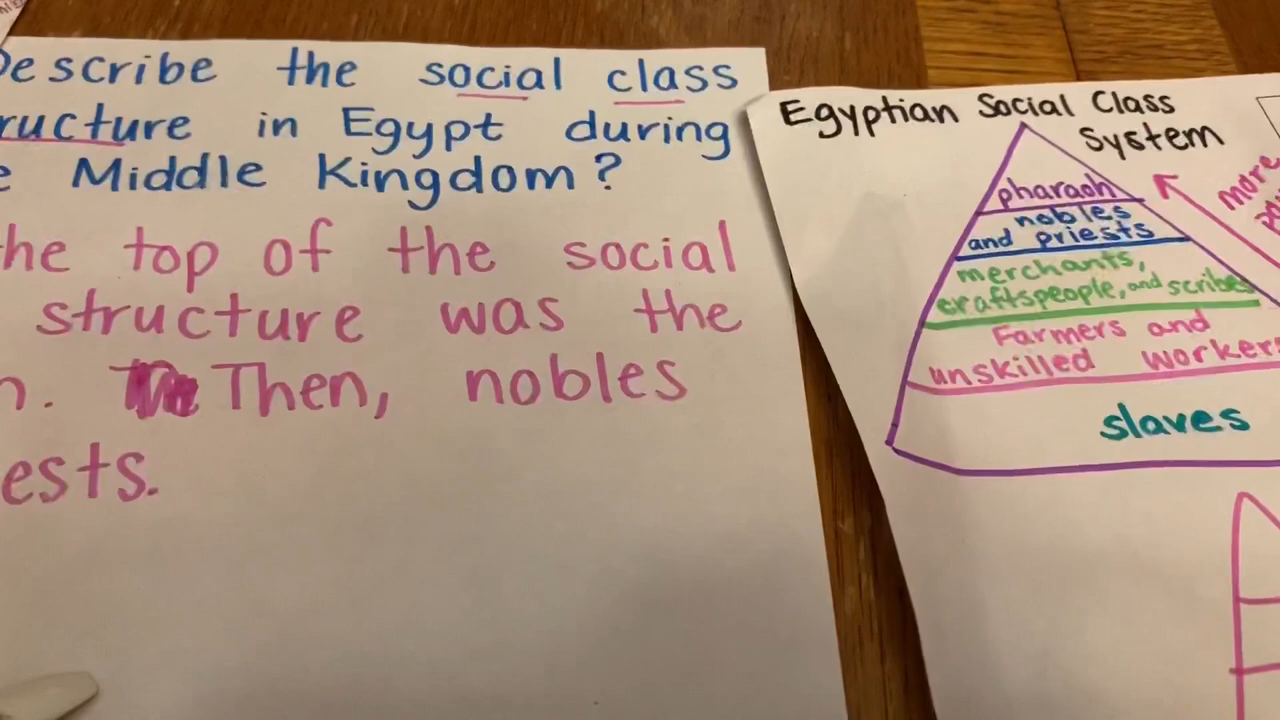 Describe the social class
ructure in Egypt during
e Middle Kingdom?
he top of the social
structure was the
n. Then, nobles
ests.
Egyptian Social Class
System
pharaoh
nobles
and priests
merchants,
craftspeople, and scribes
Farmers and
unskilled workers
slaves
more